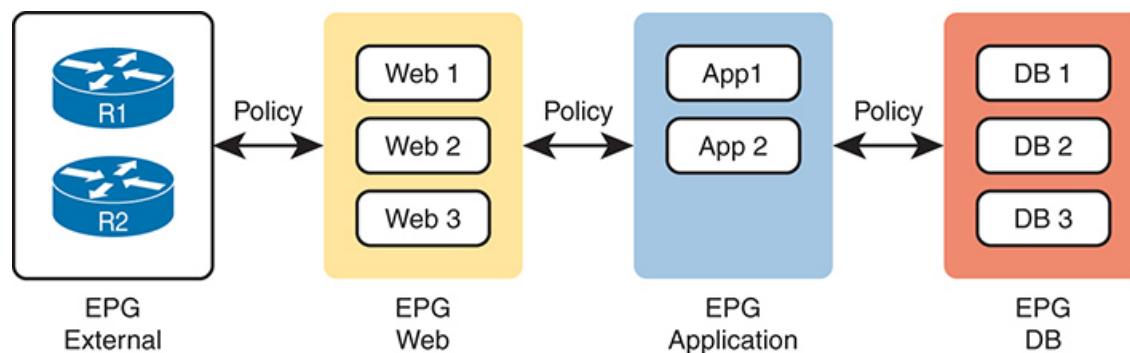 R1
R2
EPG
External
Policy
Web 1
Web 2
Web 3
EPG
Web
Policy
App1
App 2
EPG
Application
Policy
DB 1
DB 2
DB 3
EPG
DB